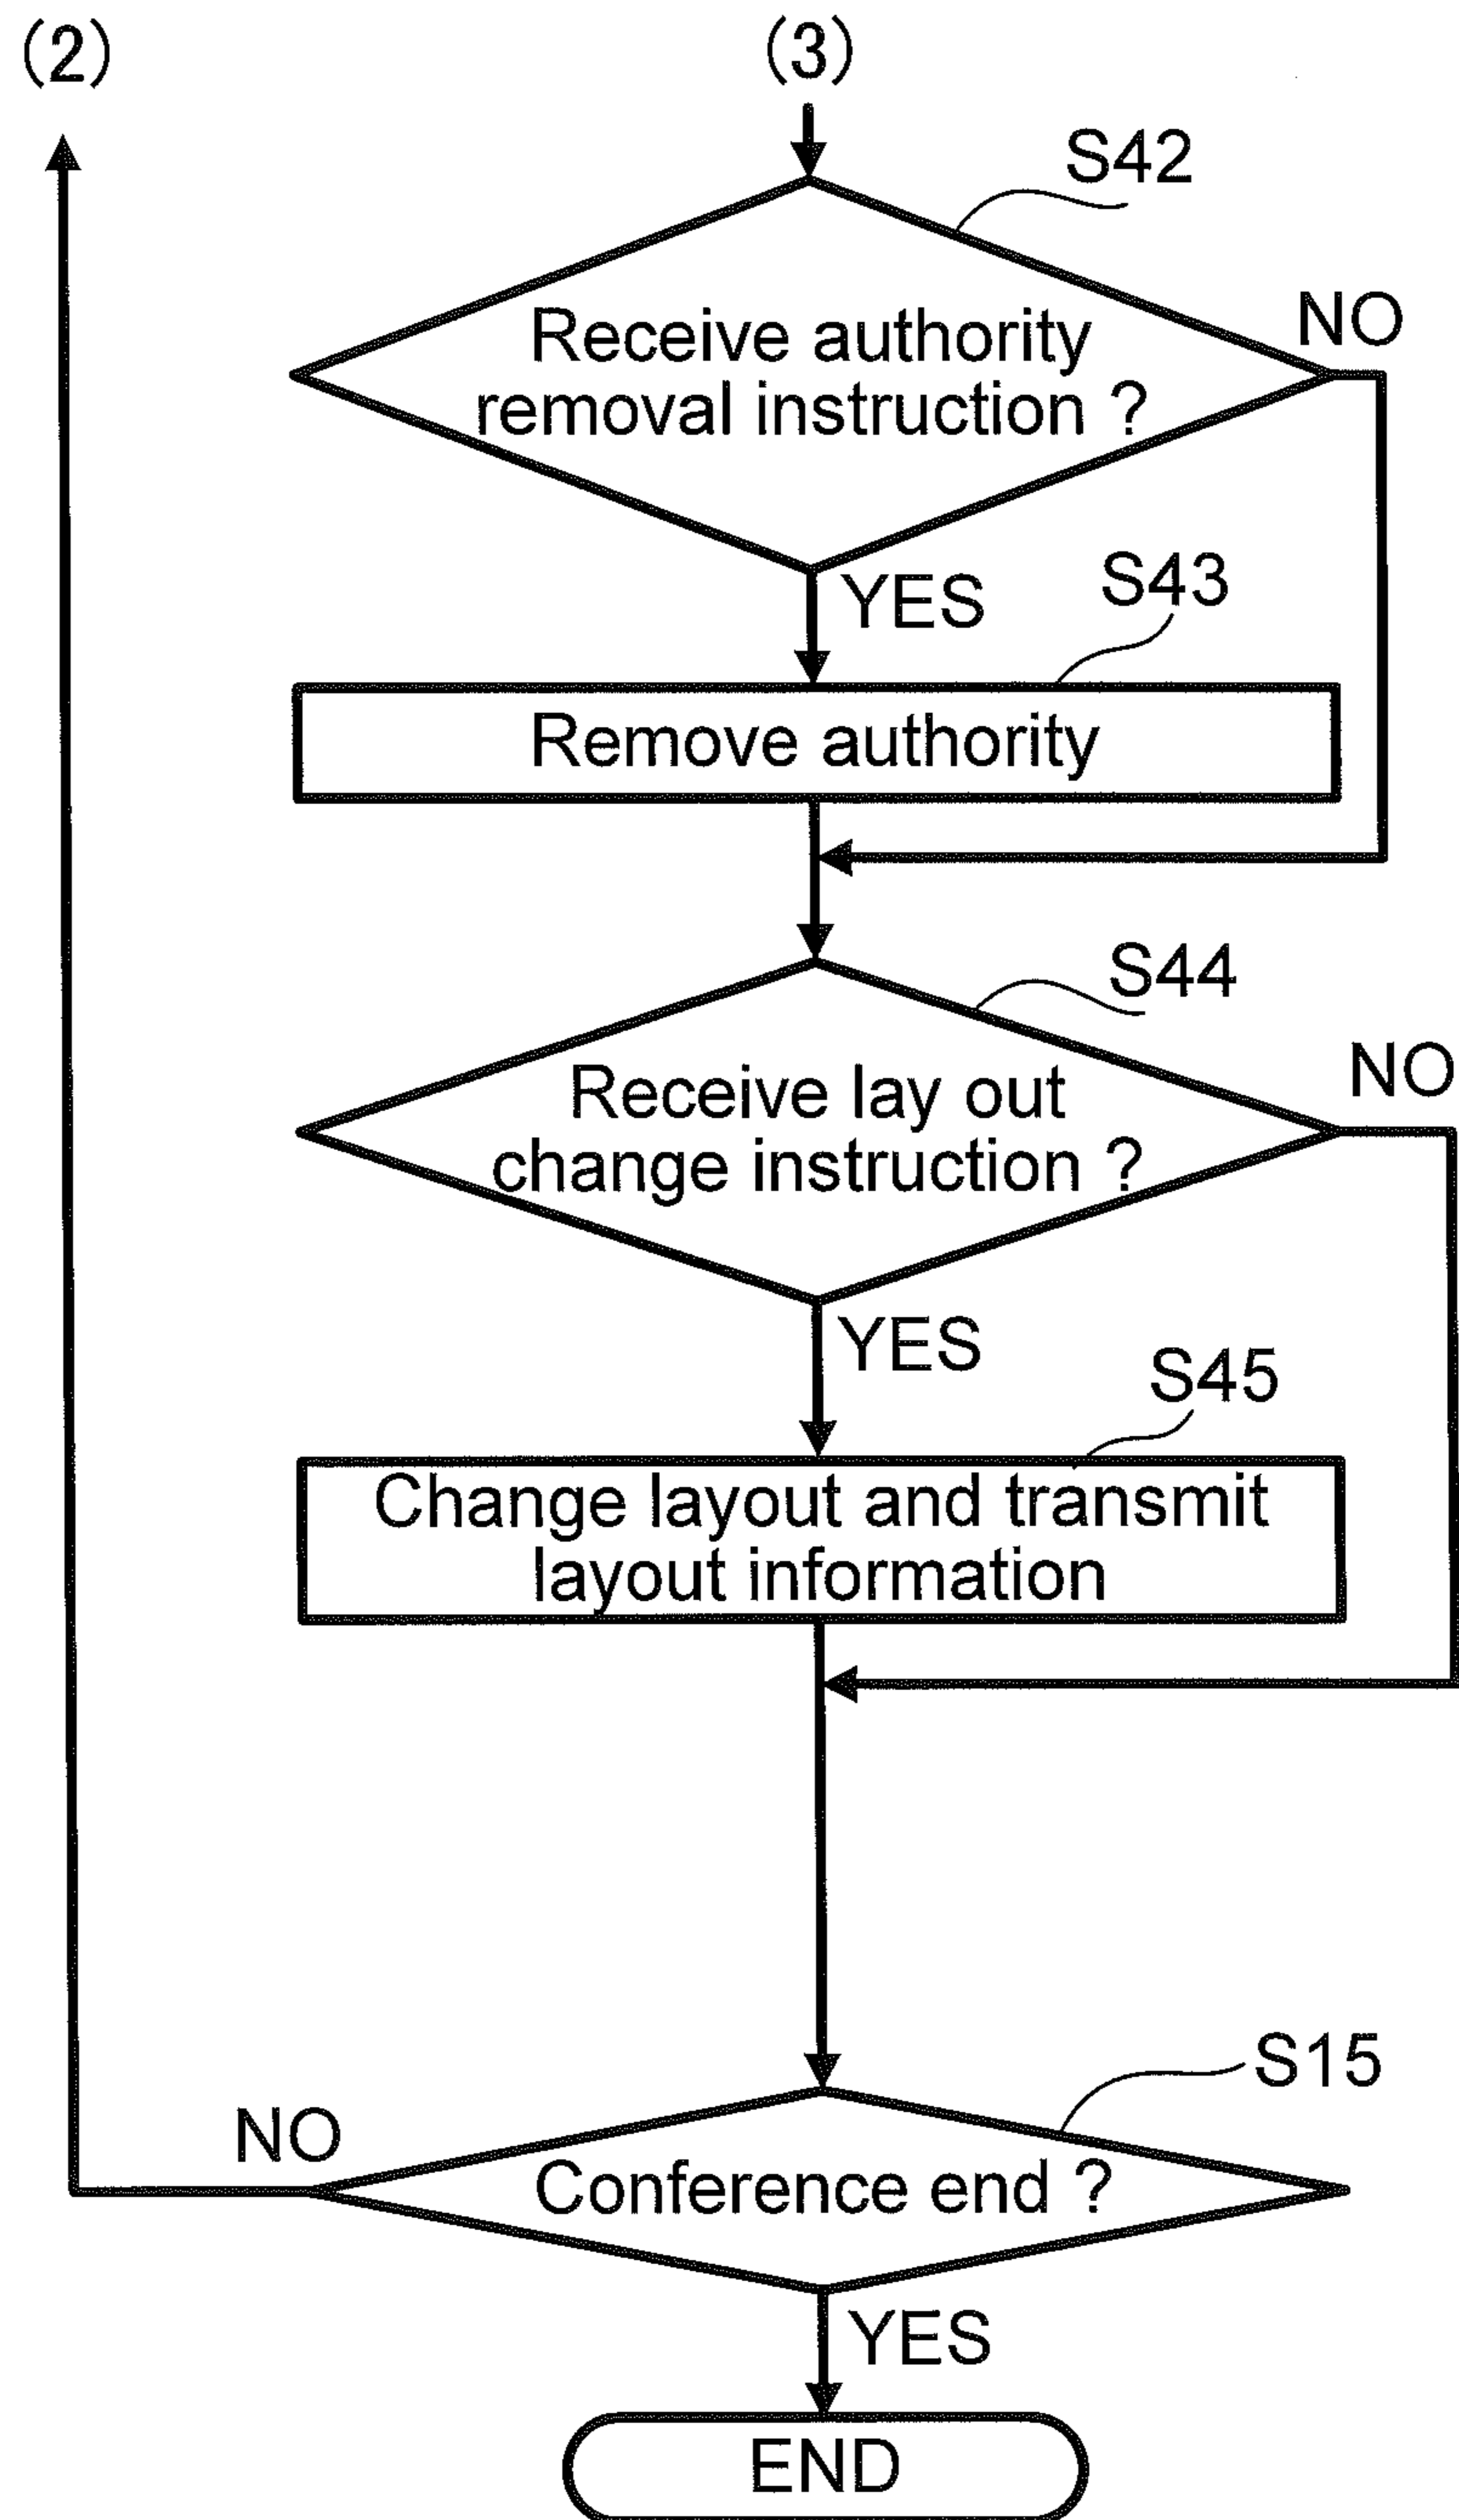 (2)
(3)
S42
Receive authority
removal instruction ?
NO
YES
S43
Remove authority
S44
Receive lay out
change instruction ?
NO
YES
S45
Change layout and transmit
layout information
S15
NO
Conference end ?
YES
END